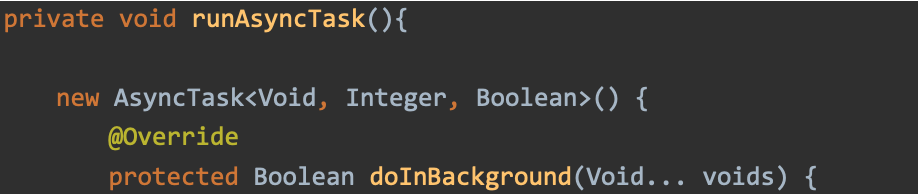 private void runAsyncTask(){
new AsyncTask<Void, Integer, Boolean>() {
@Override
protected Boolean doInBackground(Void... voids) {